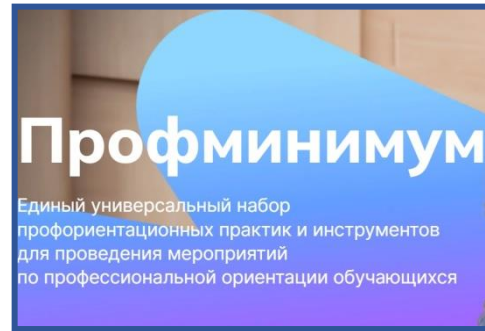 Профминимум
Единый универсальный набор
профориентационных практик и инструментов
для проведения мероприятий
по профессиональной ориентации обучающихся